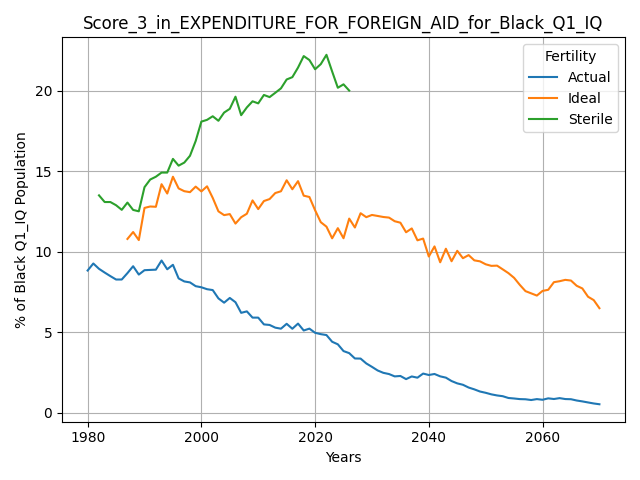 Score_3_in_EXPENDITURE_FOR_FOREIGN_AID_for_Black_Q1_IQ
% of Black Q1_IQ Population
20
15
10
5
0
1980
2000
2020
2040
2060
Years
Fertility
Actual
Ideal
Sterile